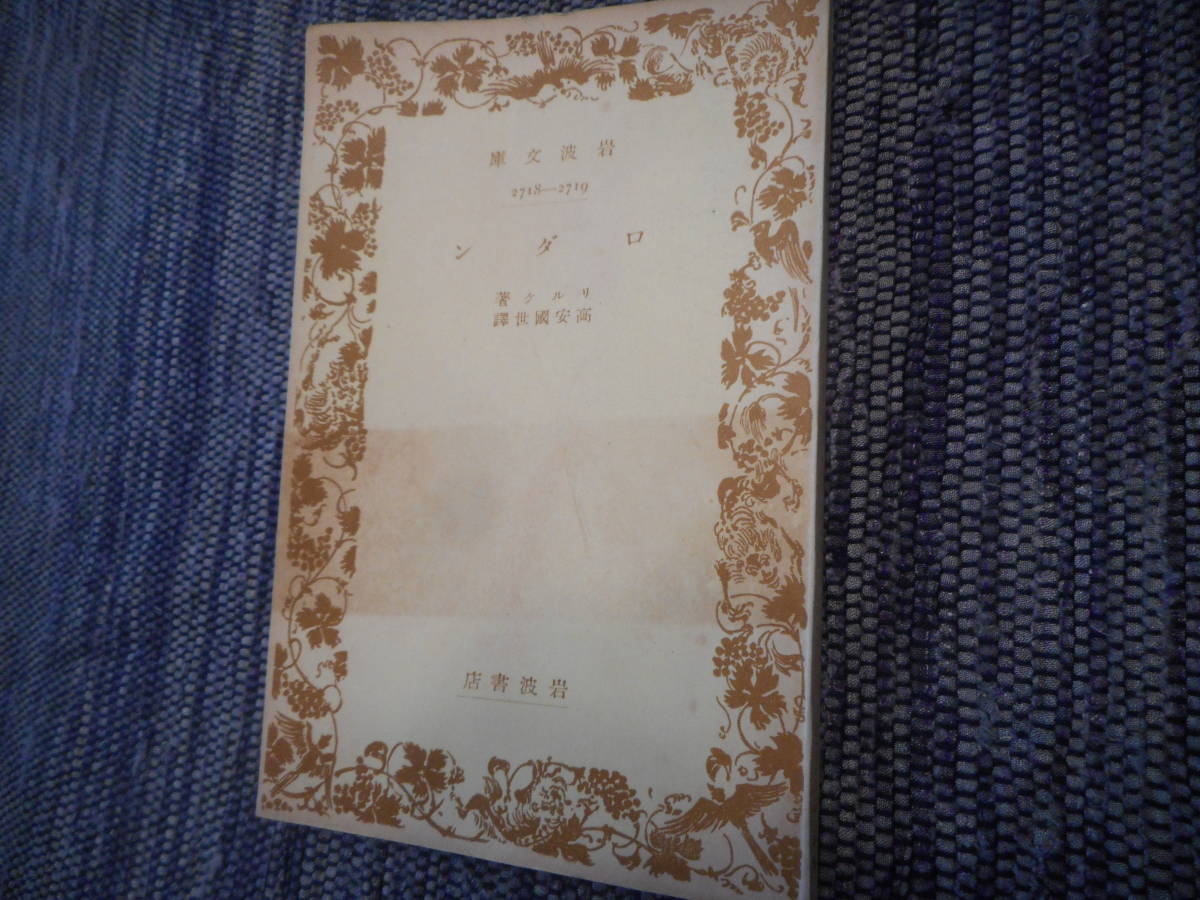 岩波文庫
2718—2719
ロダン
リルケ著
高安國世譯
岩波書店